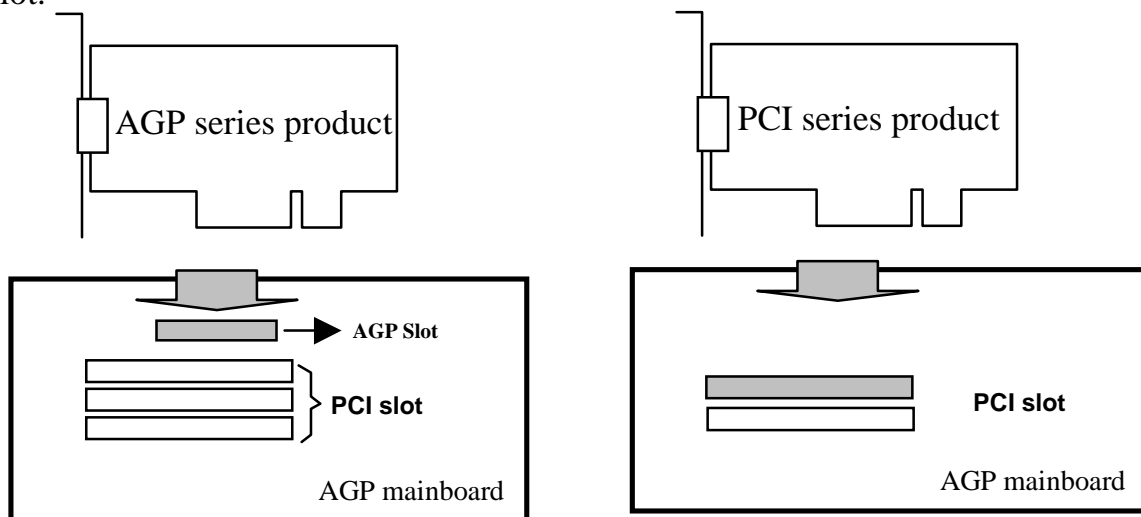 AGP series product
AGP Slot
PCI slot
AGP mainboard
PCI series product
PCI slot
AGP mainboard